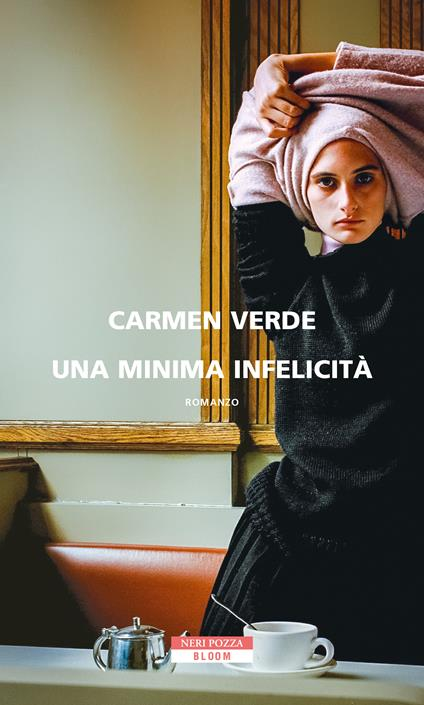 CARMEN VERDE
UNA MINIMA INFELICITÀ
ROMANZO
NERI POZZA
BLOOM